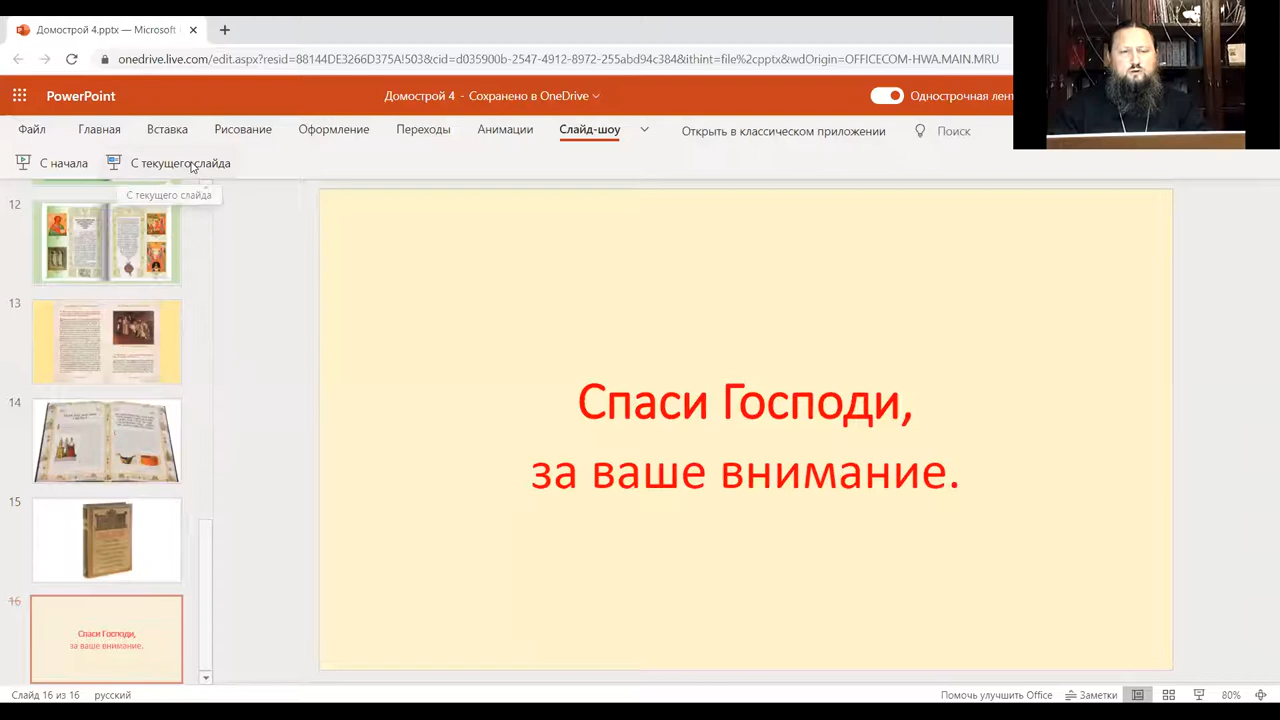 Домострой 4.pptx — Microsoft
onedrive.live.com/edit.aspx?resid=88144DE3266D375A!503&cid=d035900b-2547-4912-8972-255abd94c384&ithint=file%2cpptx&wdOrigin=OFFICECOM-HWA.MAIN.MRU
PowerPoint
Домострой 4 - Сохранено в OneDrive
Однострочная лент
Файл Главная Вставка Рисование Оформление Переходы Анимации Слайд-шоу Открыть в классическом приложении Поиск
С начала С текущего слайда
С текущего слайда
12
13
14
15
16
Спаси Господи,
за ваше внимание.
Спаси Господи,
за ваше внимание.
Слайд 16 из 16 русский Помочь улучшить Office Заметки 80%